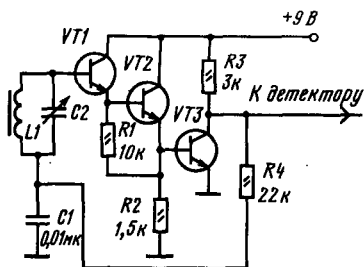 +9 В
VT1
VT2
R3
3к
К детектору
VT3
L1
C2
R1
10к
R4
22к
R2
1,5к
C1
0,01мк